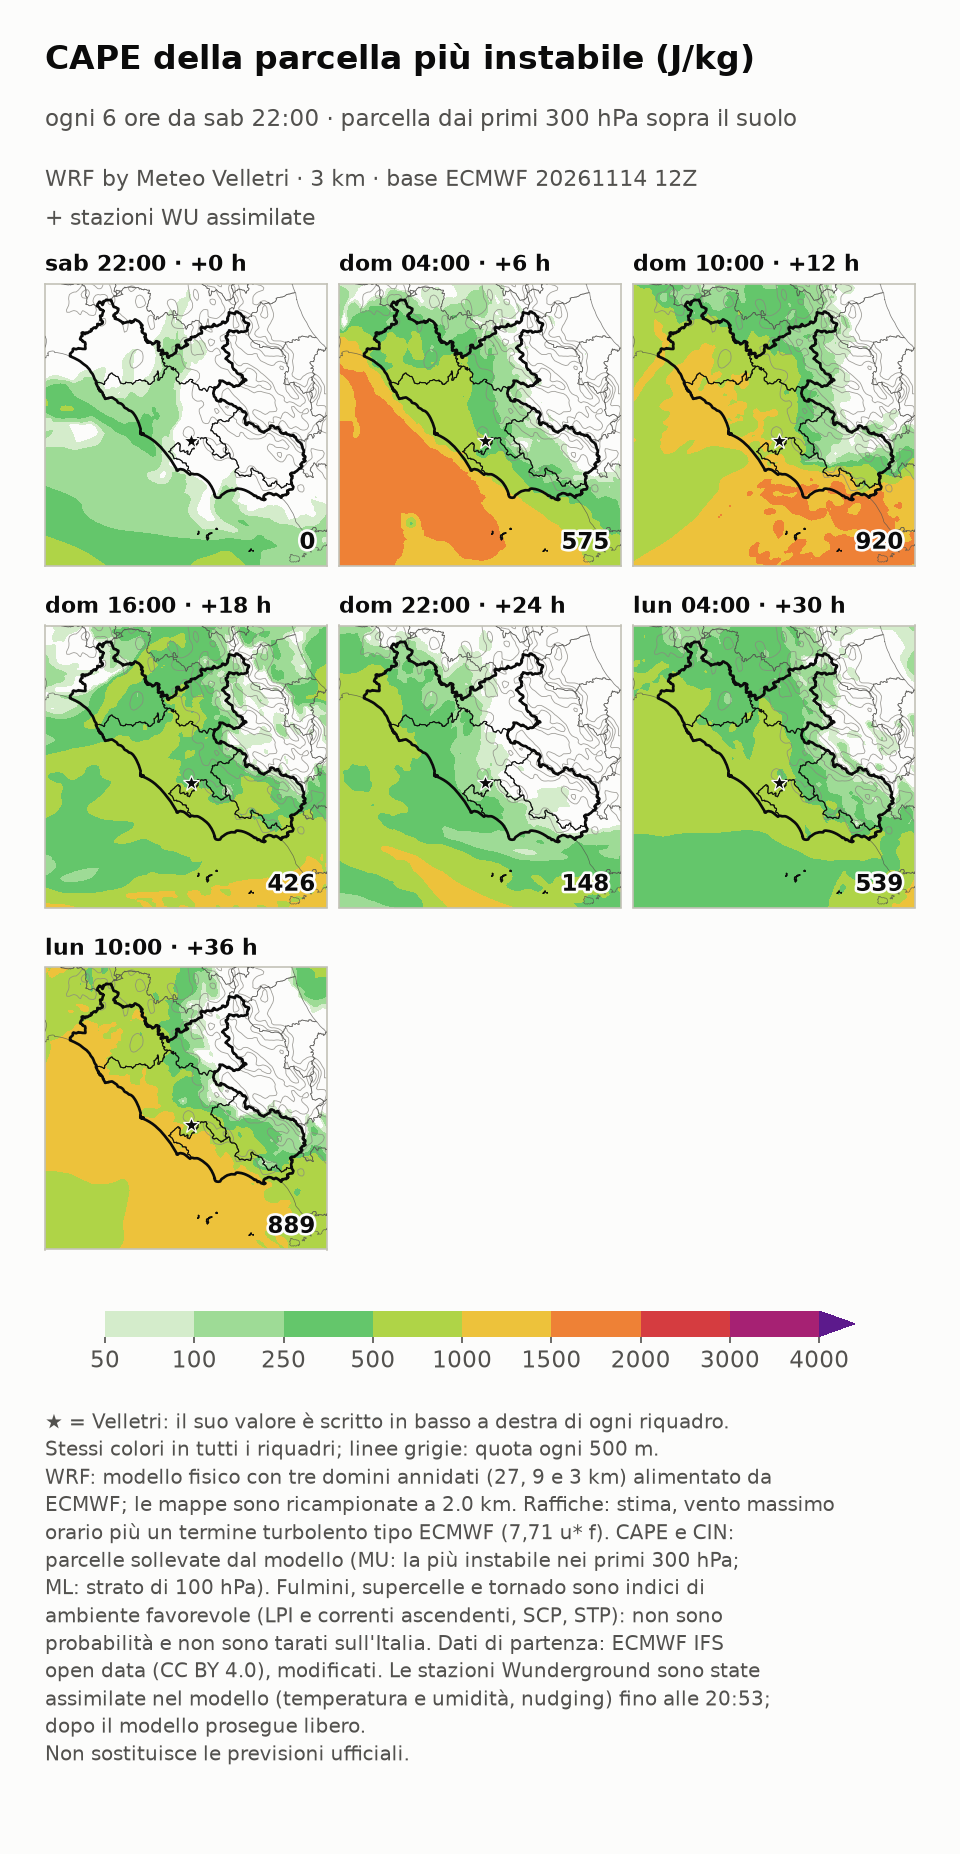 CAPE della parcella più instabile (J/kg)
ogni 6 ore da sab 22:00 · parcella dai primi 300 hPa sopra il suolo
WRF by Meteo Velletri · 3 km · base ECMWF 20261114 12Z
+ stazioni WU assimilate
sab 22:00 · +0 h
dom 04:00 · +6 h
dom 10:00 · +12 h
0
575
920
dom 16:00 · +18 h
dom 22:00 · +24 h
lun 04:00 · +30 h
426
148
539
lun 10:00 · +36 h
889
50 100 250 500 1000 1500 2000 3000 4000
★ = Velletri: il suo valore è scritto in basso a destra di ogni riquadro.
Stessi colori in tutti i riquadri; linee grigie: quota ogni 500 m.
WRF: modello fisico con tre domini annidati (27, 9 e 3 km) alimentato da
ECMWF; le mappe sono ricampionate a 2.0 km. Raffiche: stima, vento massimo
orario più un termine turbolento tipo ECMWF (7,71 u* f). CAPE e CIN:
parcelle sollevate dal modello (MU: la più instabile nei primi 300 hPa;
ML: strato di 100 hPa). Fulmini, supercelle e tornado sono indici di
ambiente favorevole (LPI e correnti ascendenti, SCP, STP): non sono
probabilità e non sono tarati sull'Italia. Dati di partenza: ECMWF IFS
open data (CC BY 4.0), modificati. Le stazioni Wunderground sono state
assimilate nel modello (temperatura e umidità, nudging) fino alle 20:53;
dopo il modello prosegue libero.
Non sostituisce le previsioni ufficiali.